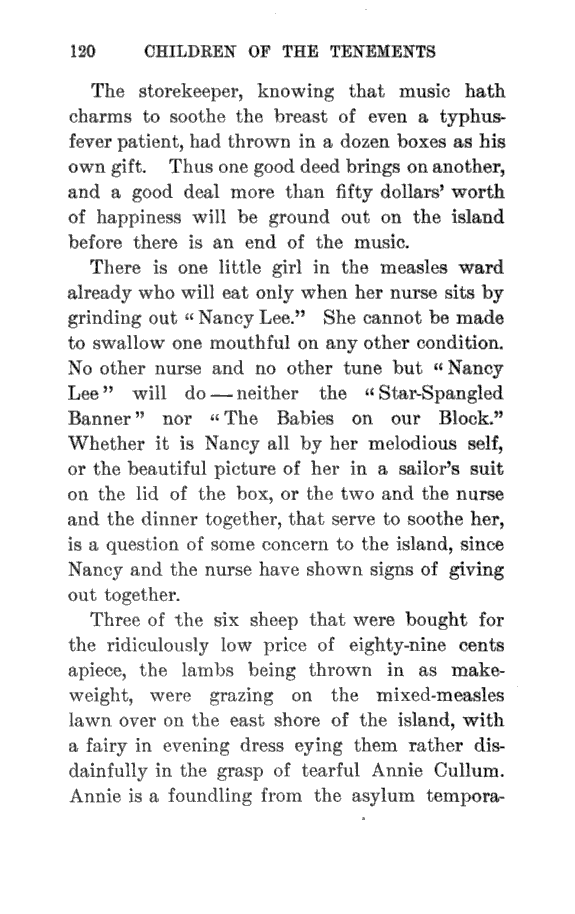 120 CHILDREN OF THE TENEMENTS
The storekeeper, knowing that music hath
charms to soothe the breast of even a typhus-
fever patient, had thrown in a dozen boxes as his
own gift. Thus one good deed brings on another,
and a good deal more than fifty dollars' worth
of happiness will be ground out on the island
before there is an end of the music.
There is one little girl in the measles ward
already who will eat only when her nurse sits by
grinding out “Nancy Lee.” She cannot be made
to swallow one mouthful on any other condition.
No other nurse and no other tune but “Nancy
Lee” will do — neither the “Star-Spangled
Banner” nor “The Babies on our Block.”
Whether it is Nancy all by her melodious self,
or the beautiful picture of her in a sailor's suit
on the lid of the box, or the two and the nurse
and the dinner together, that serve to soothe her,
is a question of some concern to the island, since
Nancy and the nurse have shown signs of giving
out together.
Three of the six sheep that were bought for
the ridiculously low price of eighty-nine cents
apiece, the lambs being thrown in as make-
weight, were grazing on the mixed-measles
lawn over on the east shore of the island, with
a fairy in evening dress eying them rather dis-
dainfully in the grasp of tearful Annie Cullum.
Annie is a foundling from the asylum tempora-